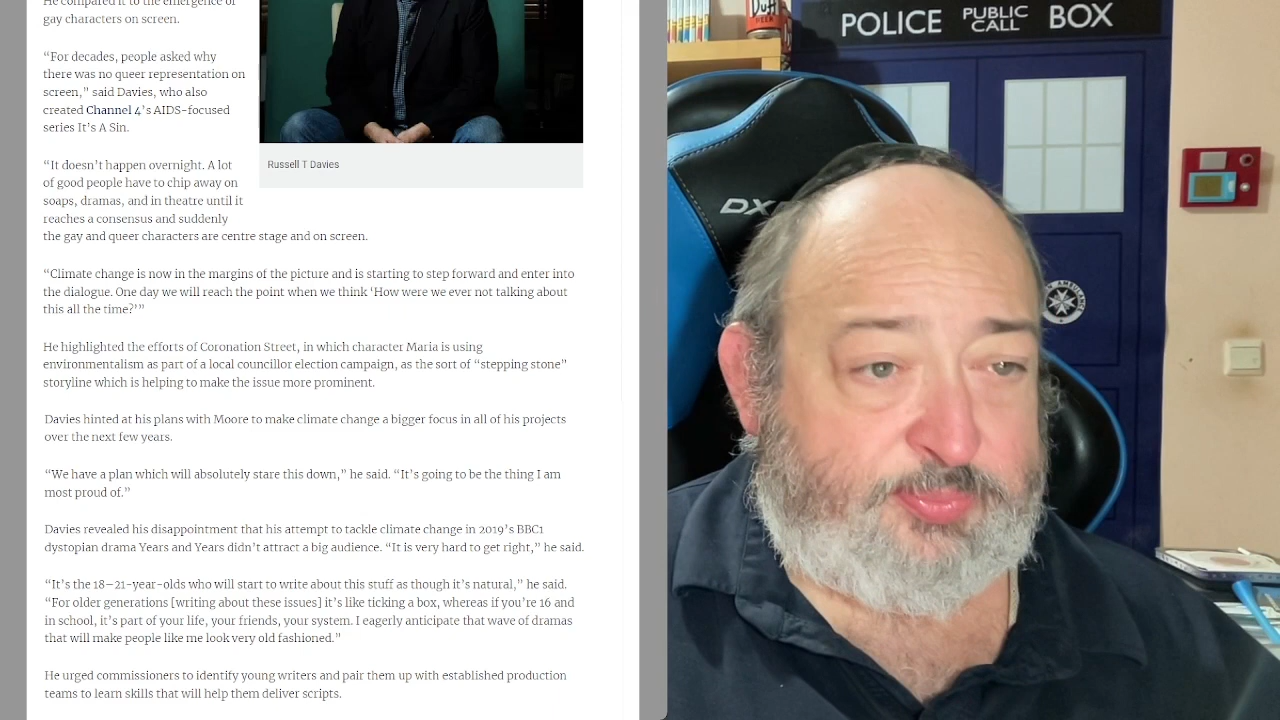 He compared it to the emergence of
gay characters on screen.
“For decades, people asked why
there was no queer representation on
screen,” said Davies, who also
created Channel 4’s AIDS-focused
series It’s A Sin.
“It doesn’t happen overnight. A lot
of good people have to chip away on
soaps, dramas, and in theatre until it
reaches a consensus and suddenly
the gay and queer characters are centre stage and on screen.
Russell T Davies
“Climate change is now in the margins of the picture and is starting to step forward and enter into
the dialogue. One day we will reach the point when we think ‘How were we ever not talking about
this all the time?’”
He highlighted the efforts of Coronation Street, in which character Maria is using
environmentalism as part of a local councillor election campaign, as the sort of “stepping stone”
storyline which is helping to make the issue more prominent.
Davies hinted at his plans with Moore to make climate change a bigger focus in all of his projects
over the next few years.
“We have a plan which will absolutely stare this down,” he said. “It’s going to be the thing I am
most proud of.”
Davies revealed his disappointment that his attempt to tackle climate change in 2019’s BBC1
dystopian drama Years and Years didn’t attract a big audience. “It is very hard to get right,” he said.
“It’s the 18–21-year-olds who will start to write about this stuff as though it’s natural,” he said.
“For older generations [writing about these issues] it’s like ticking a box, whereas if you’re 16 and
in school, it’s part of your life, your friends, your system. I eagerly anticipate that wave of dramas
that will make people like me look very old fashioned.”
He urged commissioners to identify young writers and pair them up with established production
teams to learn skills that will help them deliver scripts.
Duff
BEER
POLICE PUBLIC CALL BOX
DX
AMBULANCE